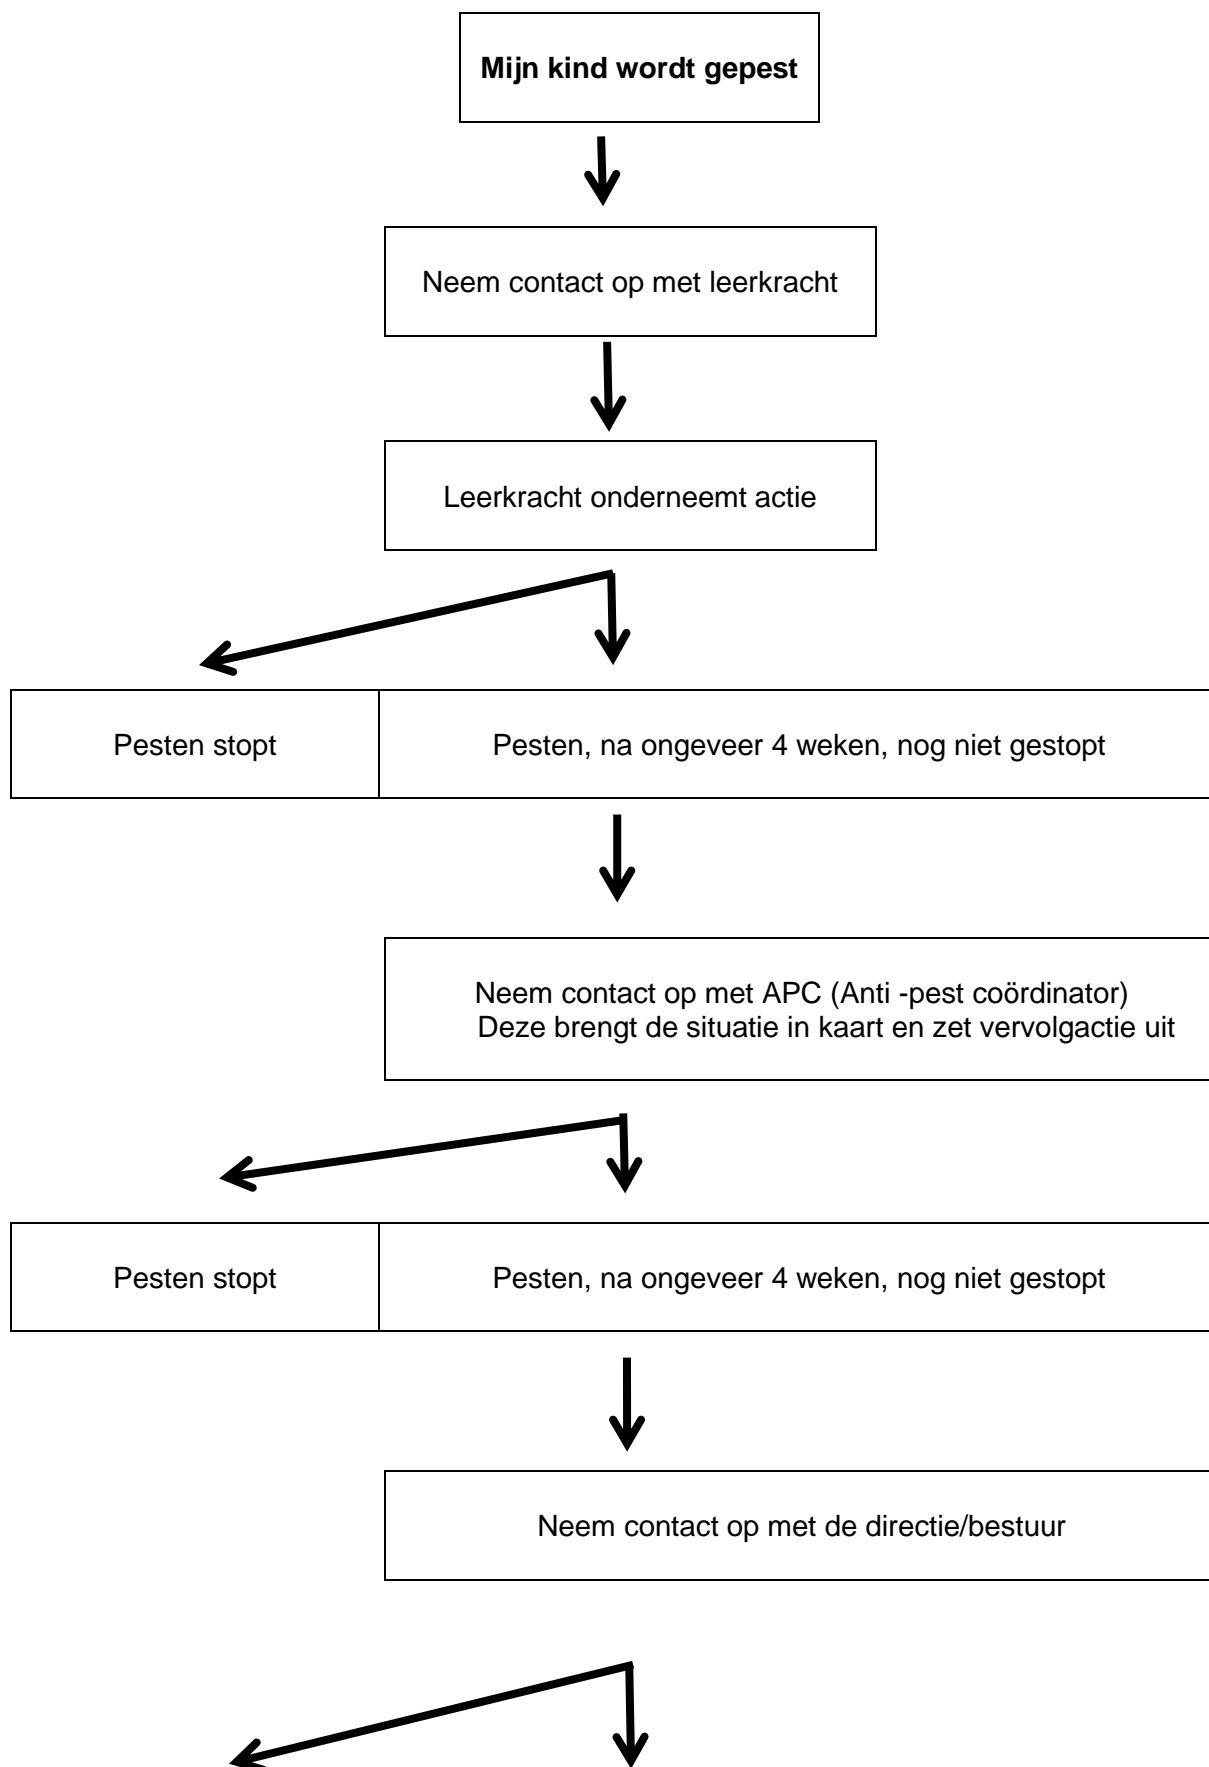 Mijn kind wordt gepest
Neem contact op met leerkracht
Leerkracht onderneemt actie
Pesten stopt
Pesten, na ongeveer 4 weken, nog niet gestopt
Neem contact op met APC (Anti -pest coördinator)
Deze brengt de situatie in kaart en zet vervolgactie uit
Pesten stopt
Pesten, na ongeveer 4 weken, nog niet gestopt
Neem contact op met de directie/bestuur